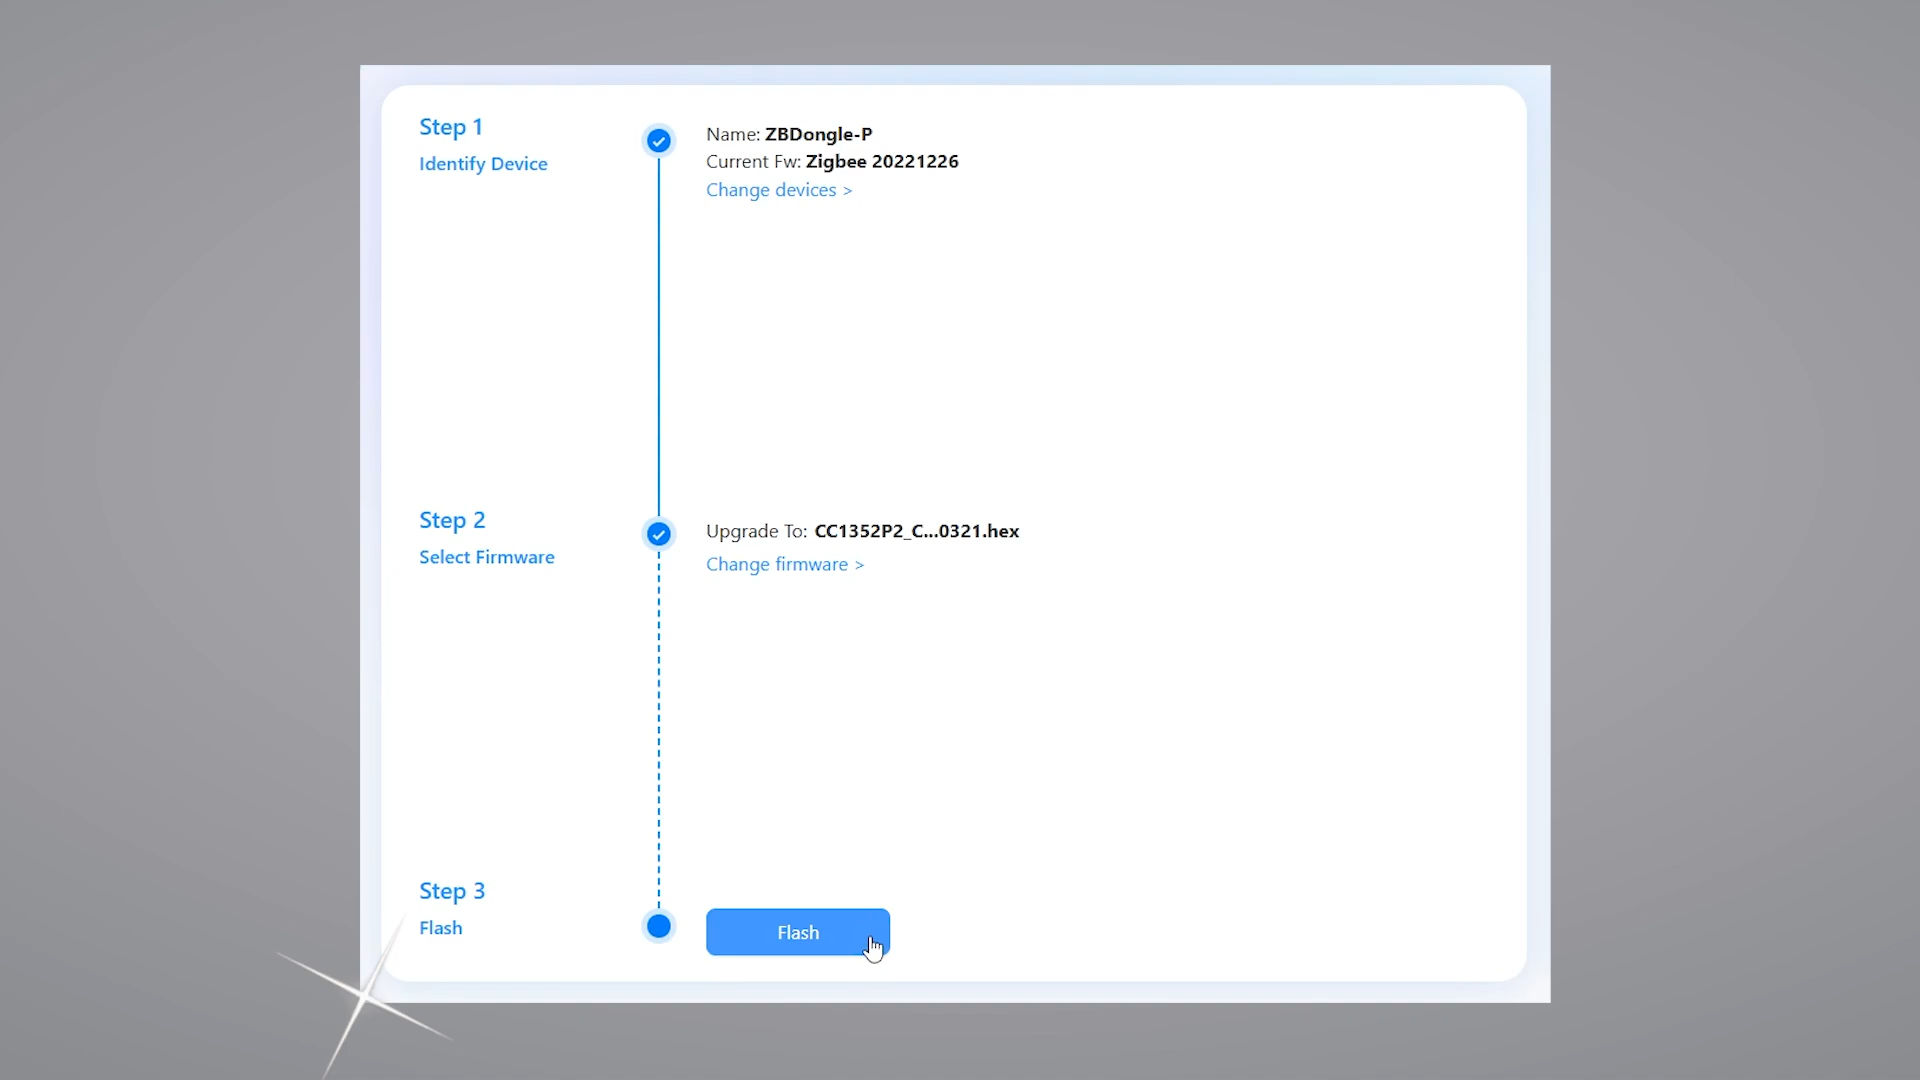 Step 1
Identify Device
Name: ZBDongle-P
Current Fw: Zigbee 20221226
Change devices >
Step 2
Select Firmware
Upgrade To: CC1352P2_C...0321.hex
Change firmware >
Step 3
Flash
Flash